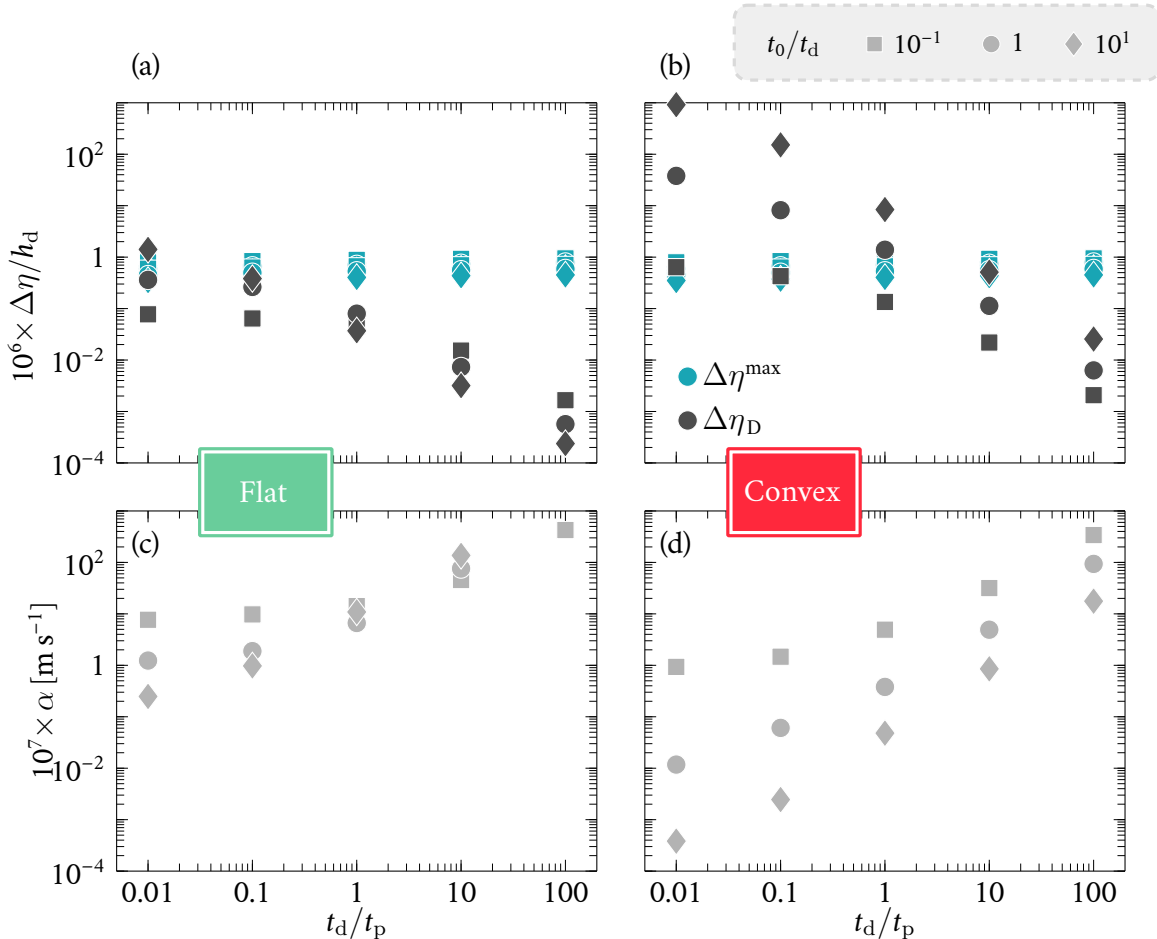 t₀/t_d 10⁻¹ 1 10¹
(a) (b)
10²
1
10⁻²
10⁻⁴
10⁶ × Δη/h_d
Δη^max
Δη_D
Flat Convex
(c) (d)
10²
1
10⁻²
10⁻⁴
10⁷ × α [m s⁻¹]
0.01 0.1 1 10 100 0.01 0.1 1 10 100
t_d/t_p t_d/t_p